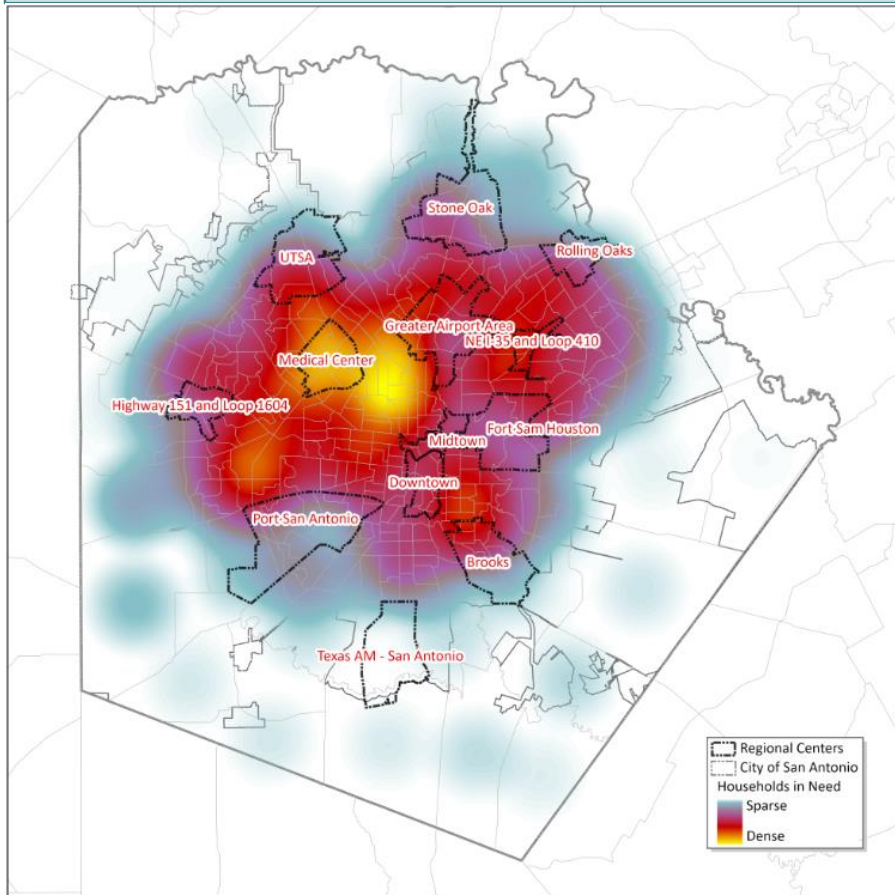 Stone Oak
Rolling Oaks
UTSA
Greater Airport Area
NE I-35 and Loop 410
Medical Center
Highway 151 and Loop 1604
Fort Sam Houston
Midtown
Downtown
Port San Antonio
Brooks
Texas AM - San Antonio
Regional Centers
City of San Antonio
Households in Need
Sparse
Dense